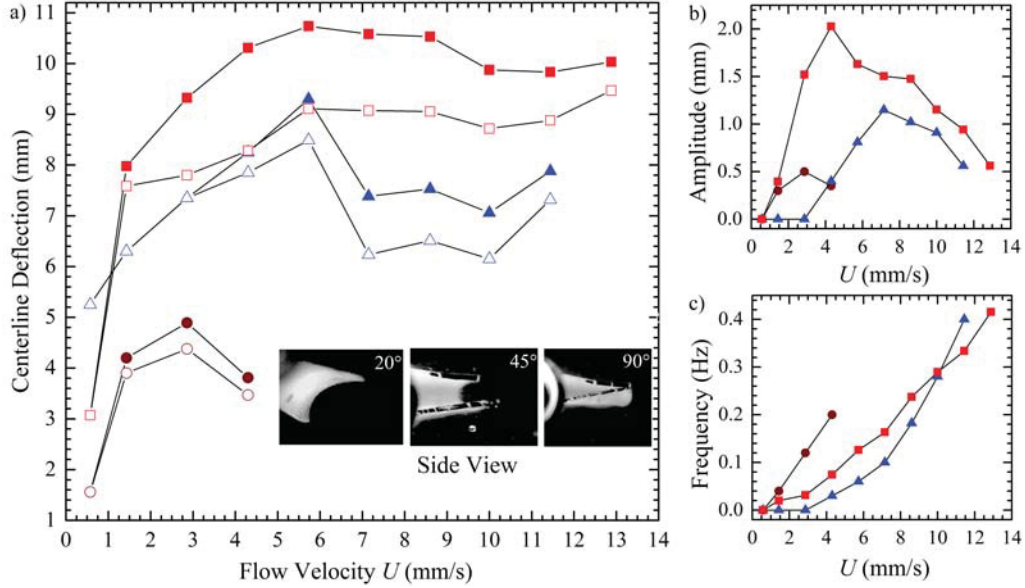 a)
Centerline Deflection (mm)
11
10
9
8
7
6
5
4
3
2
1
0 1 2 3 4 5 6 7 8 9 10 11 12 13 14
Flow Velocity U (mm/s)
20° 45° 90°
Side View
b)
Amplitude (mm)
2.0
1.5
1.0
0.5
0.0
0 2 4 6 8 10 12 14
U (mm/s)
c)
Frequency (Hz)
0.4
0.3
0.2
0.1
0.0
0 2 4 6 8 10 12 14
U (mm/s)